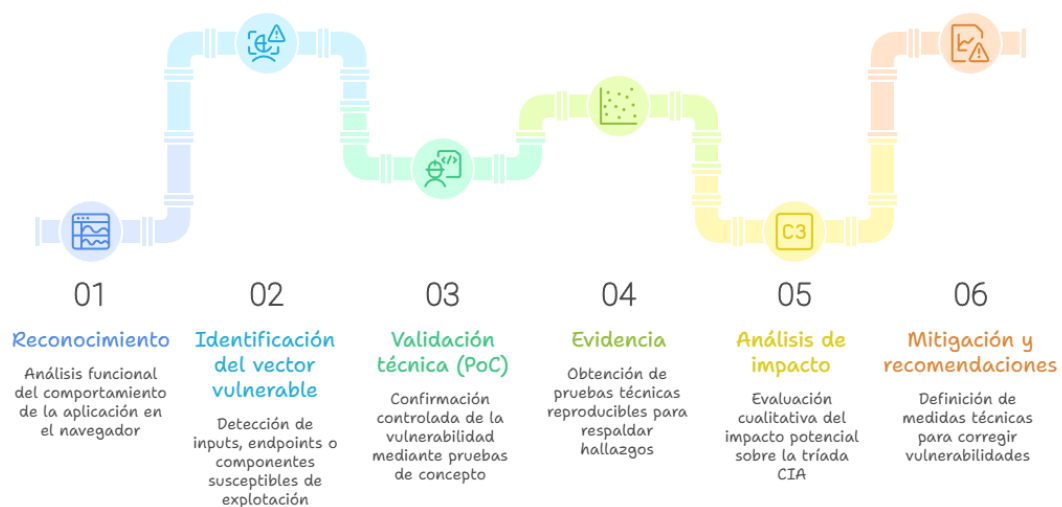 C3
01
Reconocimiento
Análisis funcional
del comportamiento
de la aplicación en
el navegador
02
Identificación
del vector
vulnerable
Detección de
inputs, endpoints o
componentes
susceptibles de
explotación
03
Validación
técnica (PoC)
Confirmación
controlada de la
vulnerabilidad
mediante pruebas
de concepto
04
Evidencia
Obtención de
pruebas técnicas
reproducibles para
respaldar
hallazgos
05
Análisis de
impacto
Evaluación
cualitativa del
impacto potencial
sobre la tríada
CIA
06
Mitigación y
recomendaciones
Definición de
medidas técnicas
para corregir
vulnerabilidades